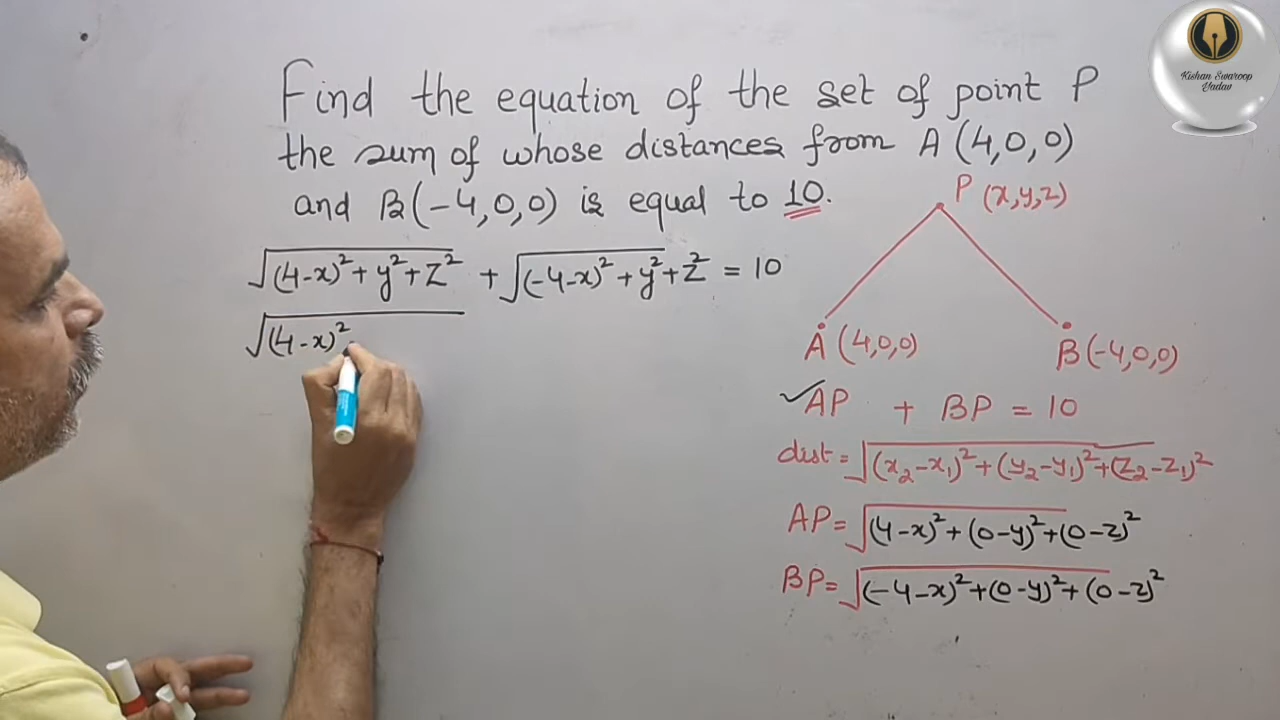 Find the equation of the set of point P
the sum of whose distances from A (4,0,0)
and B(-4,0,0) is equal to 10.
√(4-x)²+y²+z² + √(-4-x)²+y²+z² = 10
√(4-x)²
Kishan Swaroop
Yadav
P (x,y,z)
A (4,0,0)
B(-4,0,0)
✓AP + BP = 10
dist = √(x₂-x₁)²+(y₂-y₁)²+(z₂-z₁)²
AP = √(4-x)²+(0-y)²+(0-z)²
BP = √(-4-x)²+(0-y)²+(0-z)²